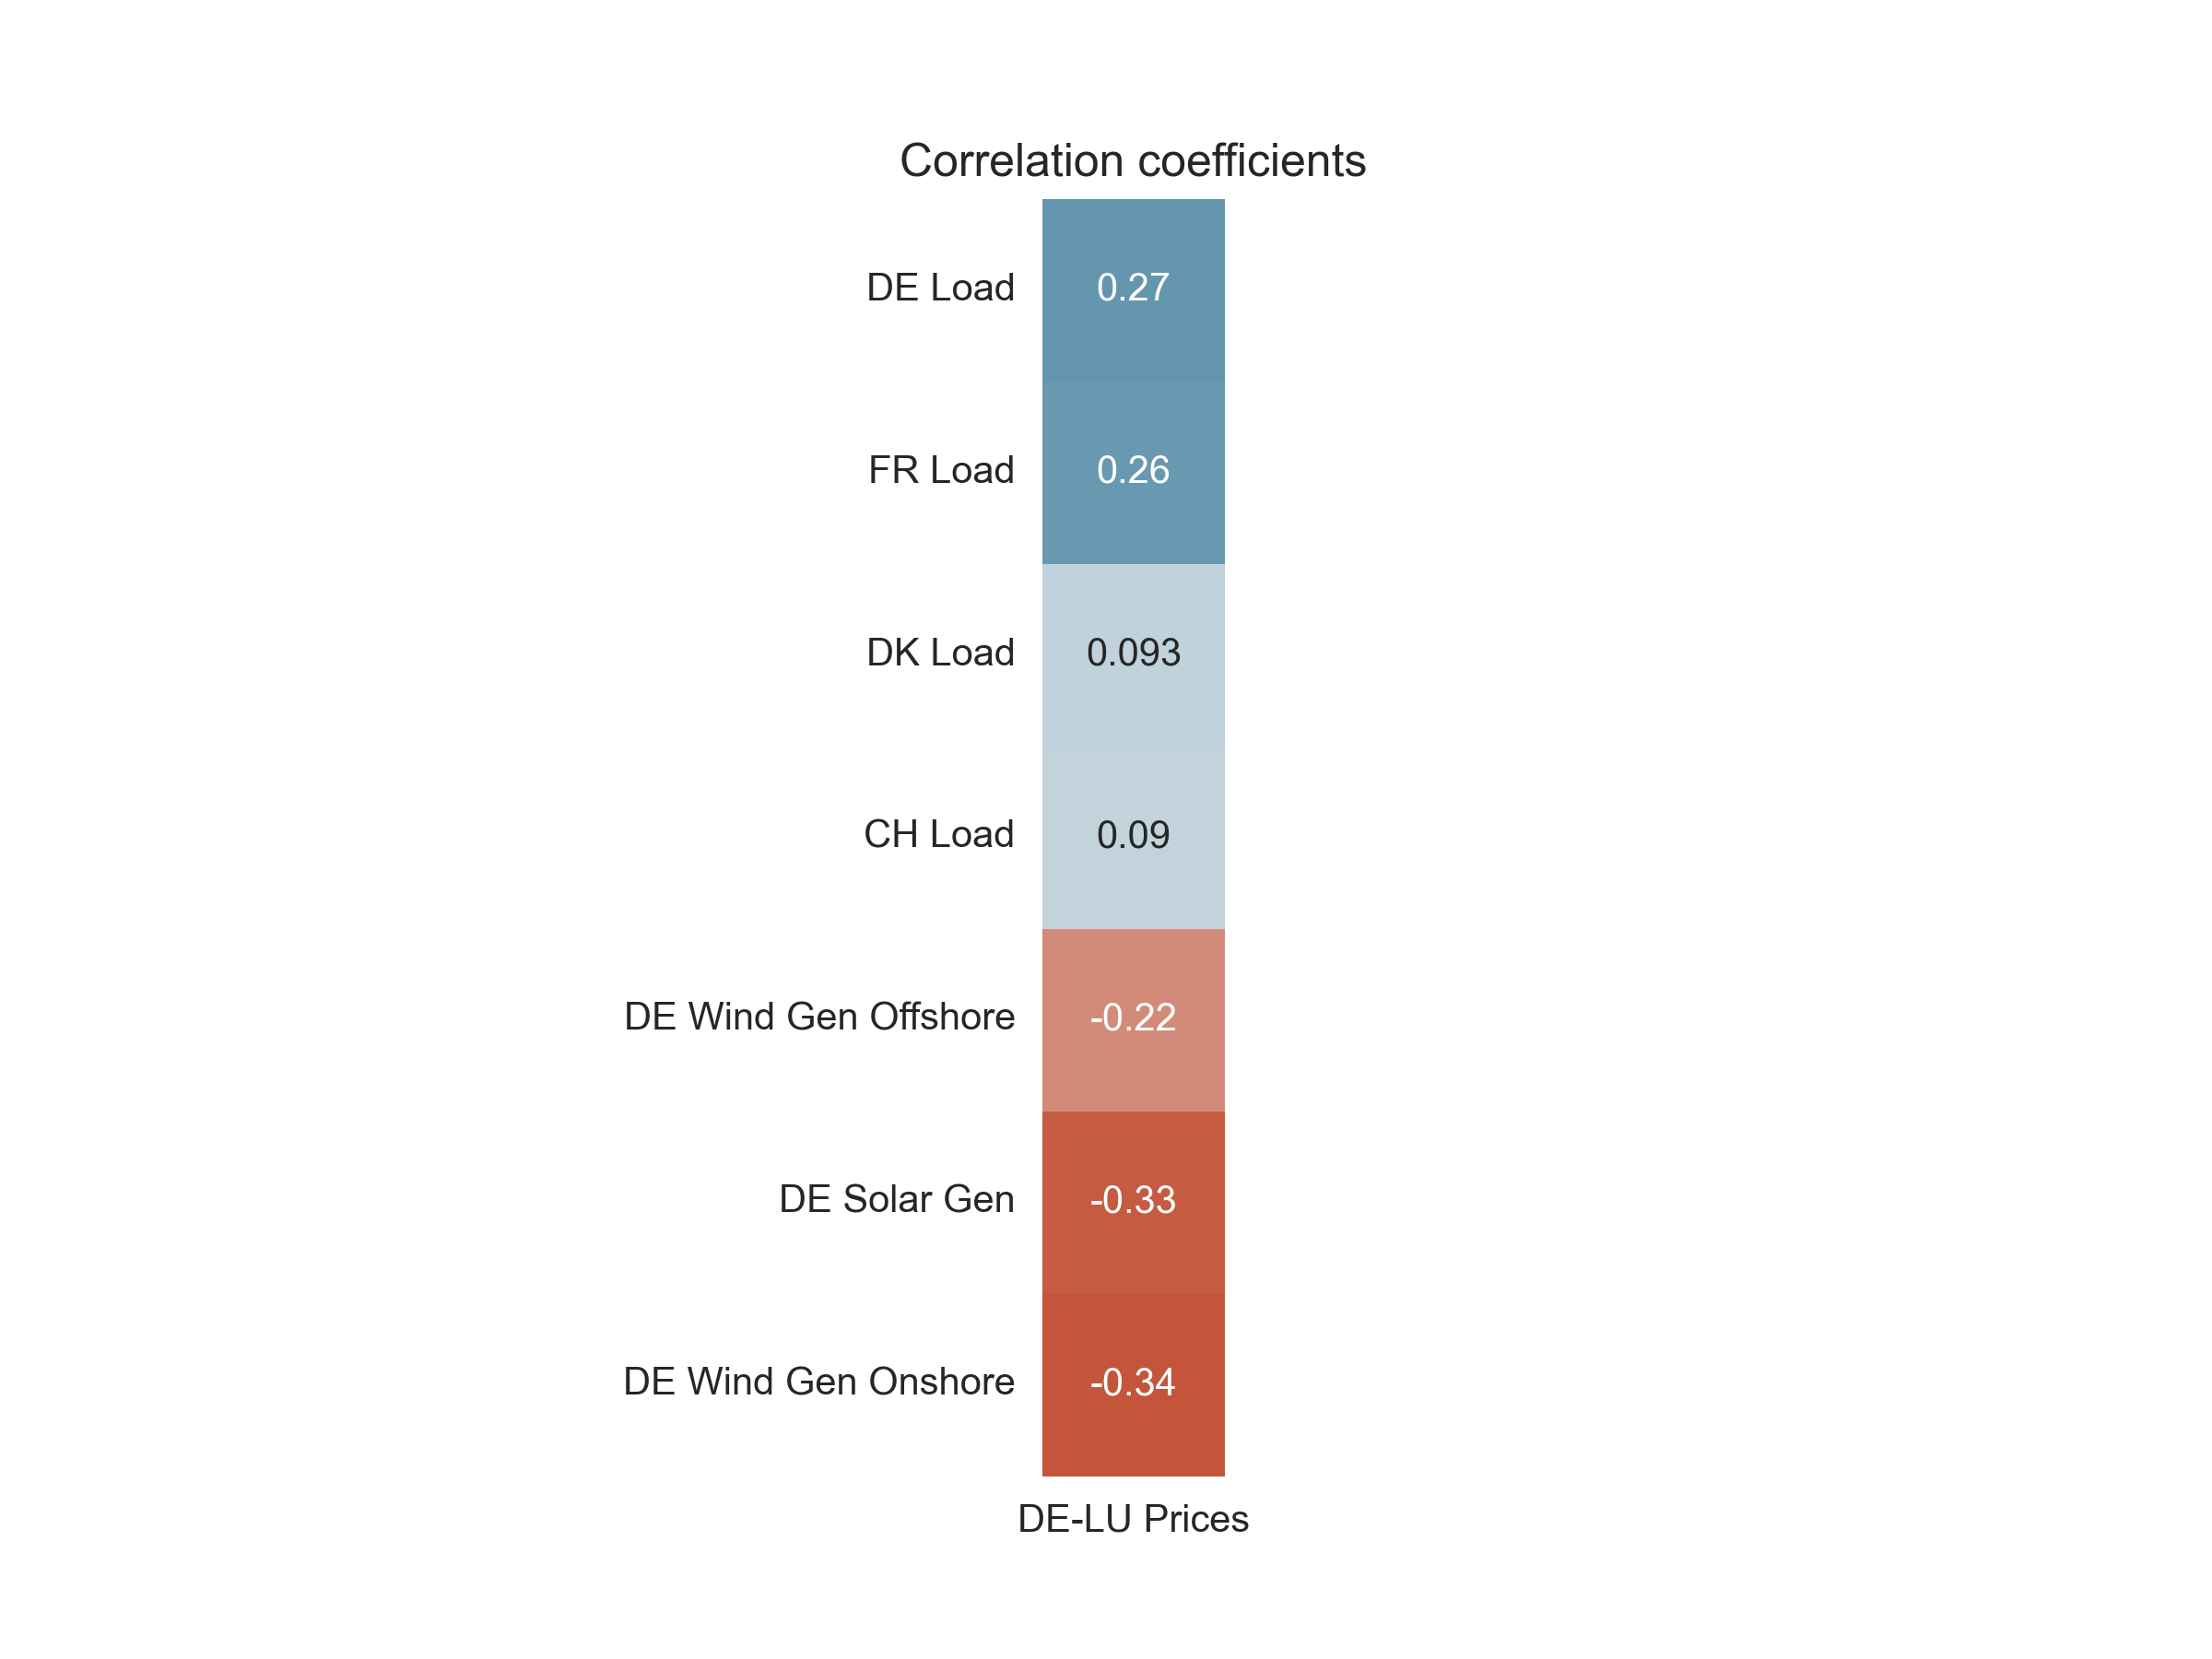 Correlation coefficients
DE Load 0.27
FR Load 0.26
DK Load 0.093
CH Load 0.09
DE Wind Gen Offshore -0.22
DE Solar Gen -0.33
DE Wind Gen Onshore -0.34
DE-LU Prices